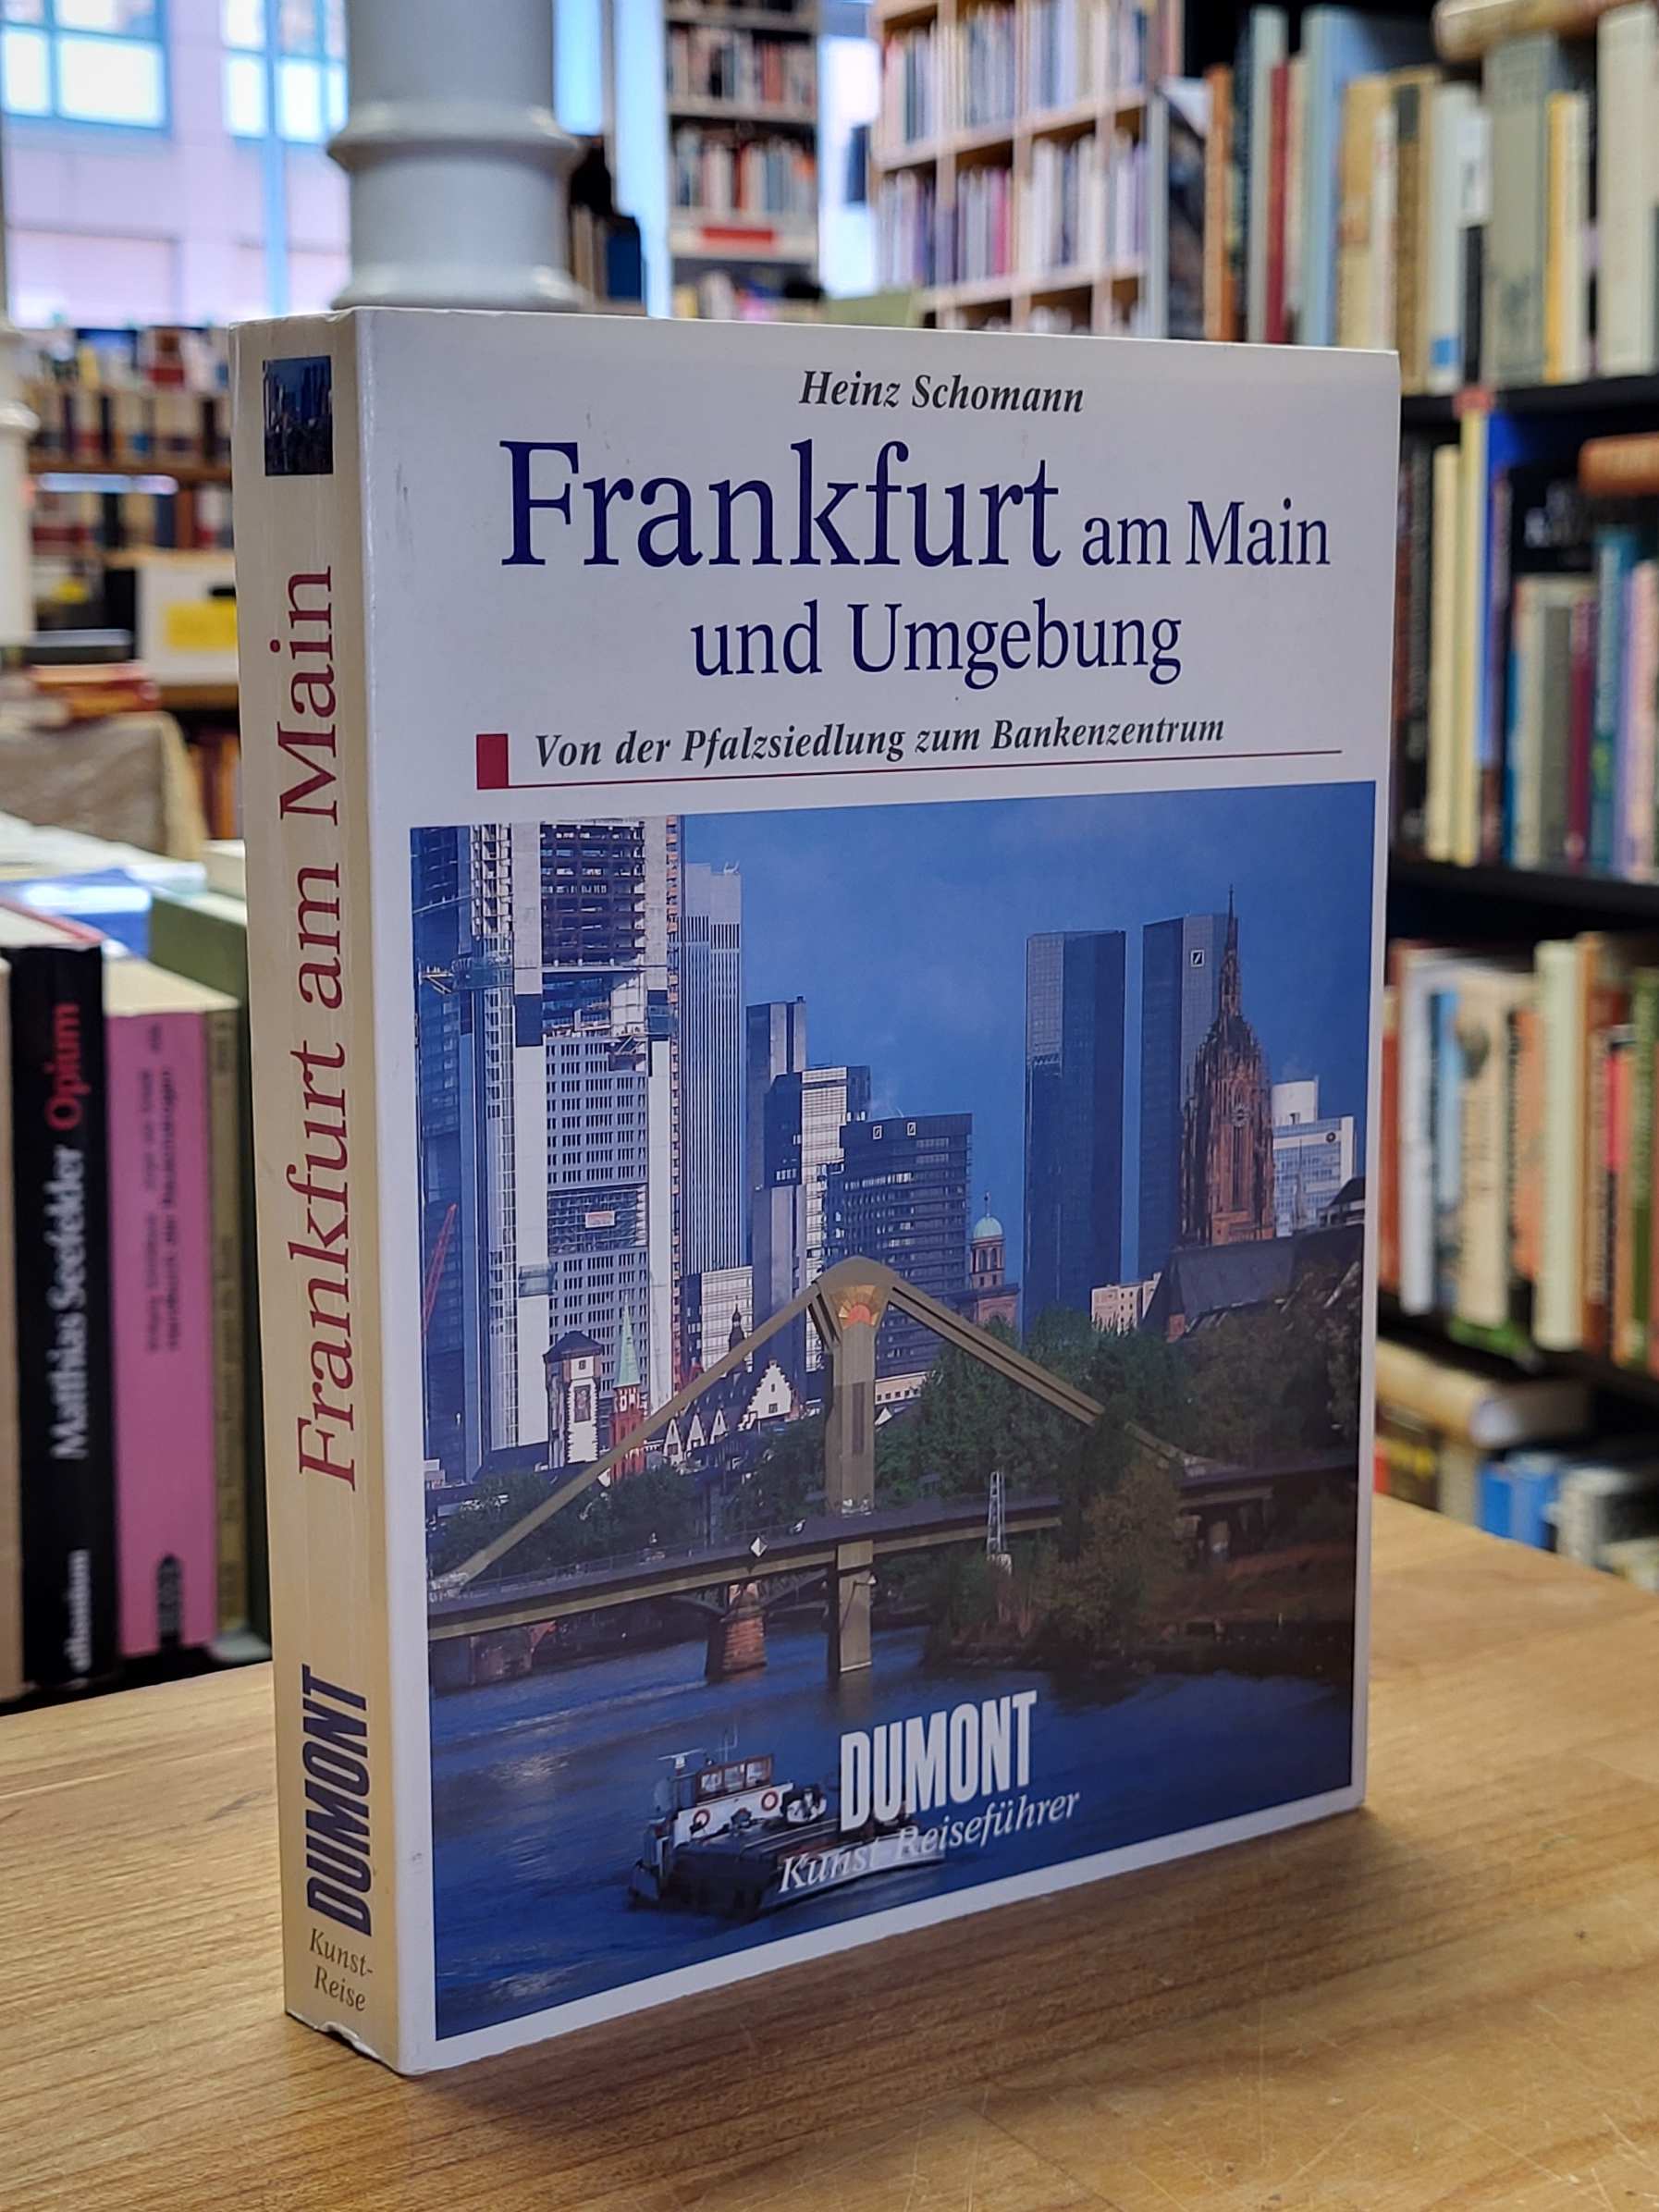 Heinz Schomann
Frankfurt am Main
und Umgebung
Von der Pfalzsiedlung zum Bankenzentrum
DUMONT
Kunst-Reiseführer
Frankfurt am Main
DUMONT
Kunst-
Reise
Mathias Seefelder Opium